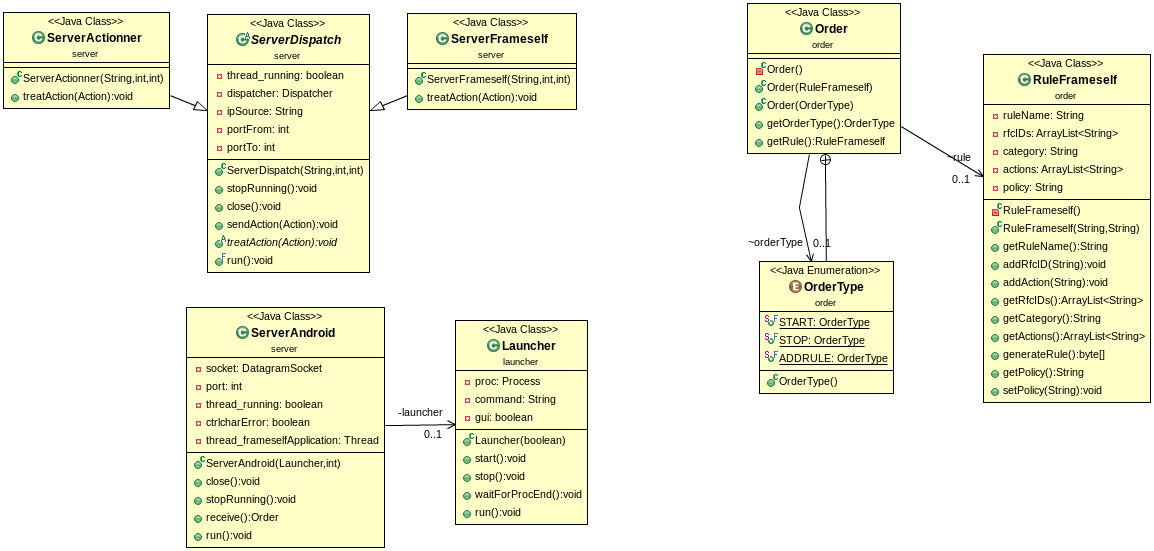 <<Java Class>>
ServerActionner
server
ServerActionner(String,int,int)
treatAction(Action):void
<<Java Class>>
ServerDispatch
server
thread_running: boolean
dispatcher: Dispatcher
ipSource: String
portFrom: int
portTo: int
ServerDispatch(String,int,int)
stopRunning():void
close():void
sendAction(Action):void
treatAction(Action):void
run():void
<<Java Class>>
ServerFrameself
server
ServerFrameself(String,int,int)
treatAction(Action):void
<<Java Class>>
Order
order
Order()
Order(RuleFrameself)
Order(OrderType)
getOrderType():OrderType
getRule():RuleFrameself
~rule
0..1
<<Java Class>>
RuleFrameself
order
ruleName: String
rfcIDs: ArrayList<String>
category: String
actions: ArrayList<String>
policy: String
RuleFrameself()
RuleFrameself(String,String)
getRuleName():String
addRfcID(String):void
addAction(String):void
getRfcIDs():ArrayList<String>
getCategory():String
getActions():ArrayList<String>
generateRule():byte[]
getPolicy():String
setPolicy(String):void
~orderType
0..1
<<Java Enumeration>>
OrderType
order
START: OrderType
STOP: OrderType
ADDRULE: OrderType
OrderType()
<<Java Class>>
ServerAndroid
server
socket: DatagramSocket
port: int
thread_running: boolean
ctrlcharError: boolean
thread_frameselfApplication: Thread
ServerAndroid(Launcher,int)
close():void
stopRunning():void
receive():Order
run():void
-launcher
0..1
<<Java Class>>
Launcher
launcher
proc: Process
command: String
gui: boolean
Launcher(boolean)
start():void
stop():void
waitForProcEnd():void
run():void